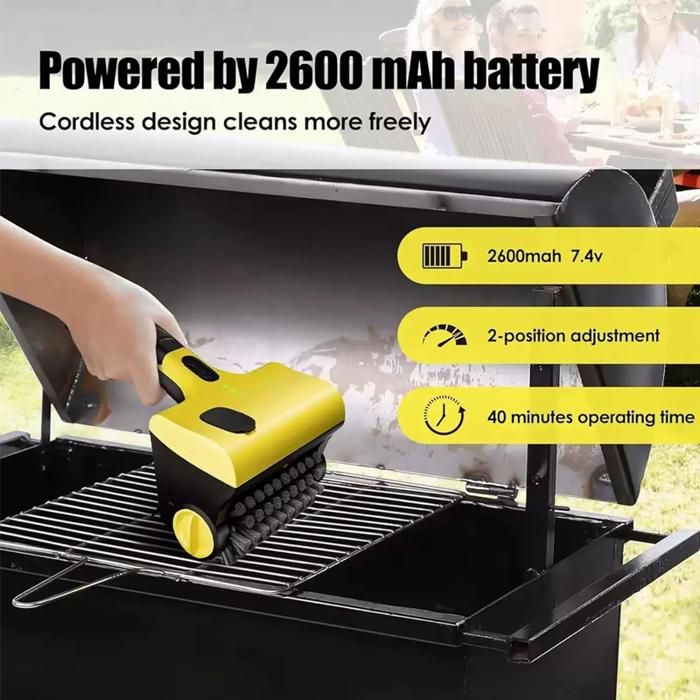 Powered by 2600 mAh battery
Cordless design cleans more freely
2600mah 7.4v
2-position adjustment
40 minutes operating time